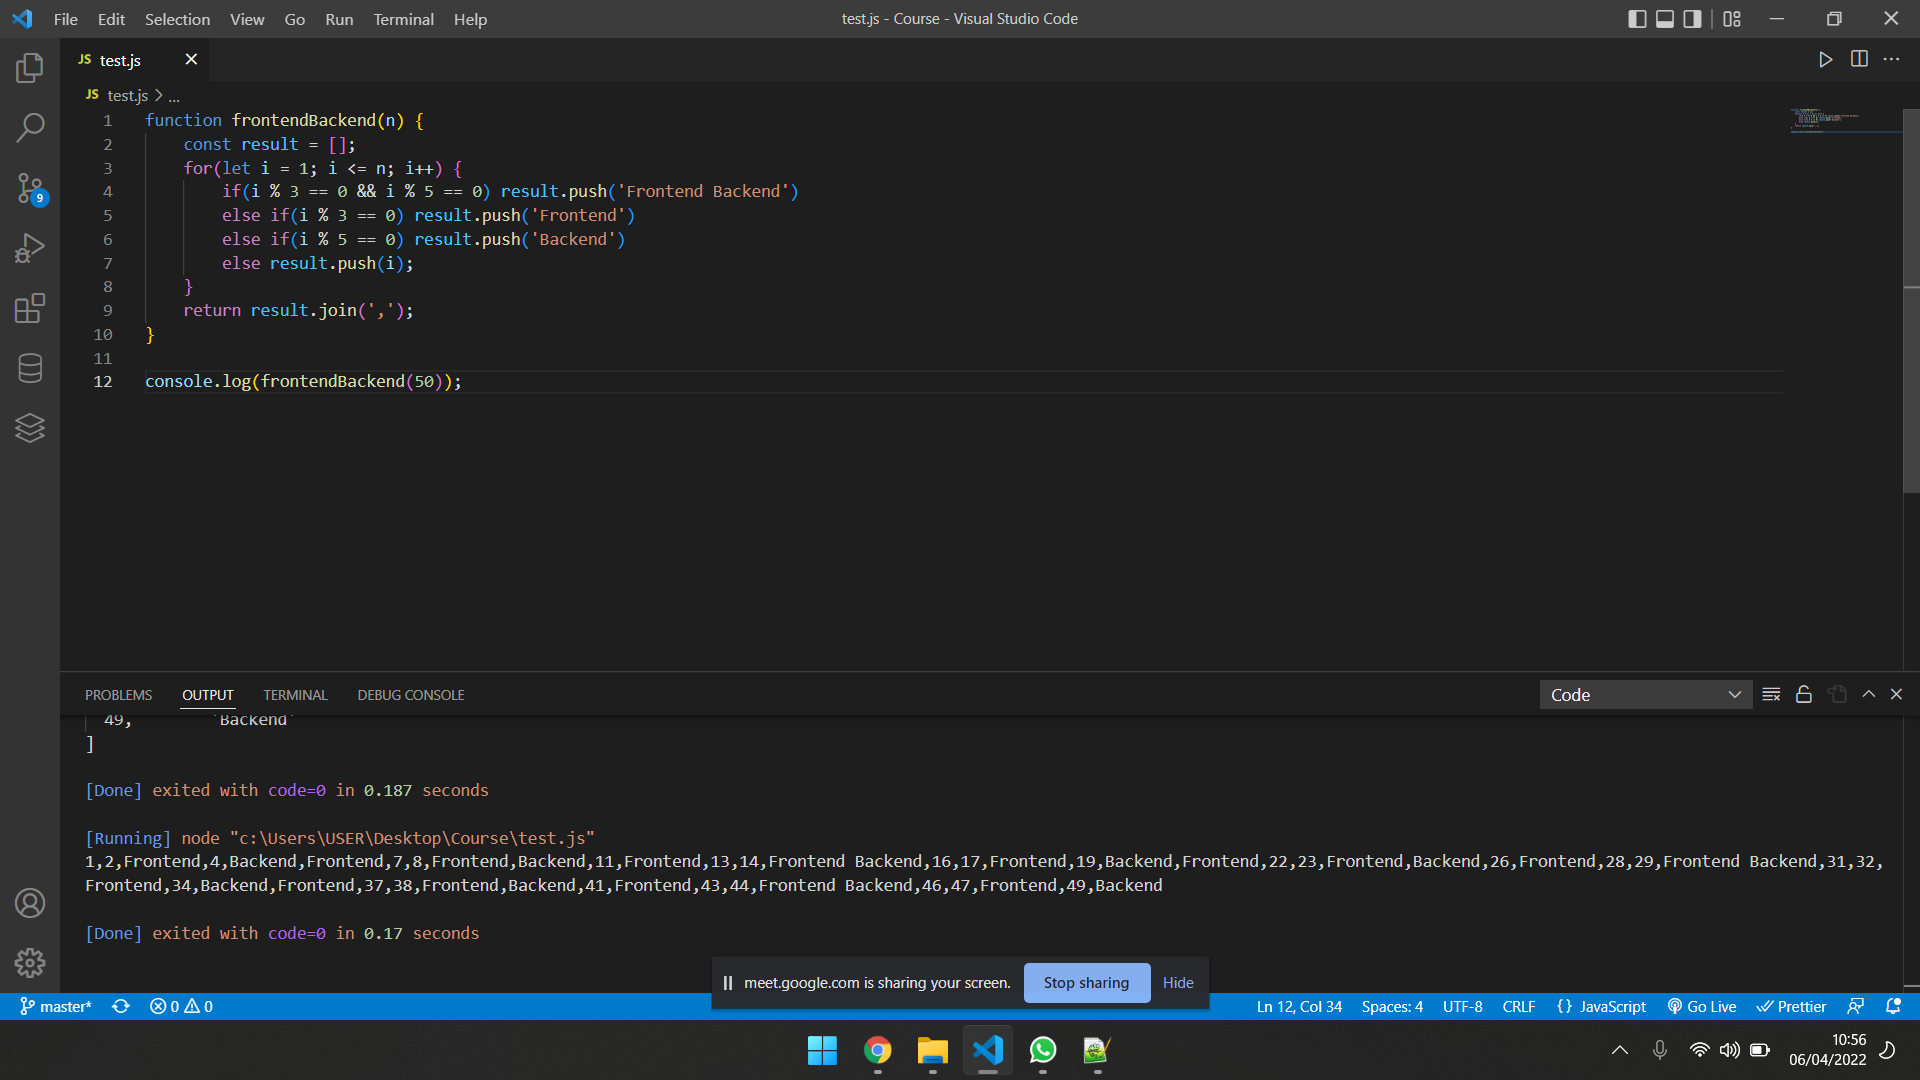 File Edit Selection View Go Run Terminal Help
test.js - Course - Visual Studio Code
JS test.js
JS test.js > ...
1 function frontendBackend(n) {
2     const result = [];
3     for(let i = 1; i <= n; i++) {
4         if(i % 3 == 0 && i % 5 == 0) result.push('Frontend Backend')
5         else if(i % 3 == 0) result.push('Frontend')
6         else if(i % 5 == 0) result.push('Backend')
7         else result.push(i);
8     }
9     return result.join(',');
10 }
11
12 console.log(frontendBackend(50));
9
PROBLEMS OUTPUT TERMINAL DEBUG CONSOLE
Code
49,        'Backend'
]
[Done] exited with code=0 in 0.187 seconds
[Running] node "c:\Users\USER\Desktop\Course\test.js"
1,2,Frontend,4,Backend,Frontend,7,8,Frontend,Backend,11,Frontend,13,14,Frontend Backend,16,17,Frontend,19,Backend,Frontend,22,23,Frontend,Backend,26,Frontend,28,29,Frontend Backend,31,32,
Frontend,34,Backend,Frontend,37,38,Frontend,Backend,41,Frontend,43,44,Frontend Backend,46,47,Frontend,49,Backend
[Done] exited with code=0 in 0.17 seconds
meet.google.com is sharing your screen. Stop sharing Hide
master* 0 0 Ln 12, Col 34 Spaces: 4 UTF-8 CRLF {} JavaScript Go Live Prettier
10:56
06/04/2022